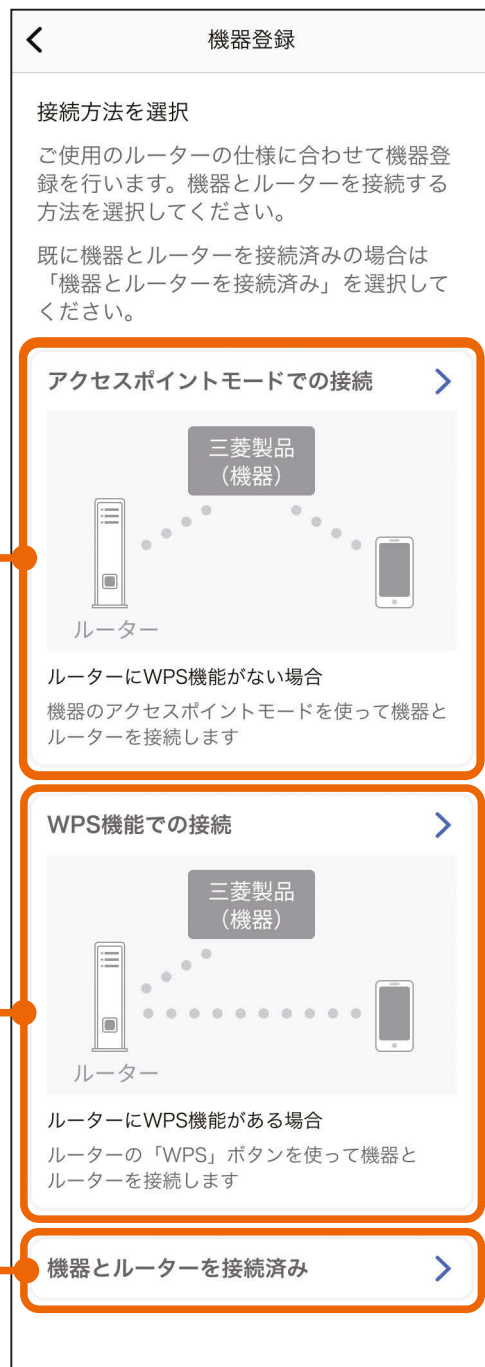 機器登録
接続方法を選択
ご使用のルーターの仕様に合わせて機器登
録を行います。機器とルーターを接続する
方法を選択してください。
既に機器とルーターを接続済みの場合は
「機器とルーターを接続済み」を選択して
ください。
アクセスポイントモードでの接続
三菱製品
（機器）
ルーター
ルーターにWPS機能がない場合
機器のアクセスポイントモードを使って機器と
ルーターを接続します
WPS機能での接続
三菱製品
（機器）
ルーター
ルーターにWPS機能がある場合
ルーターの「WPS」ボタンを使って機器と
ルーターを接続します
機器とルーターを接続済み